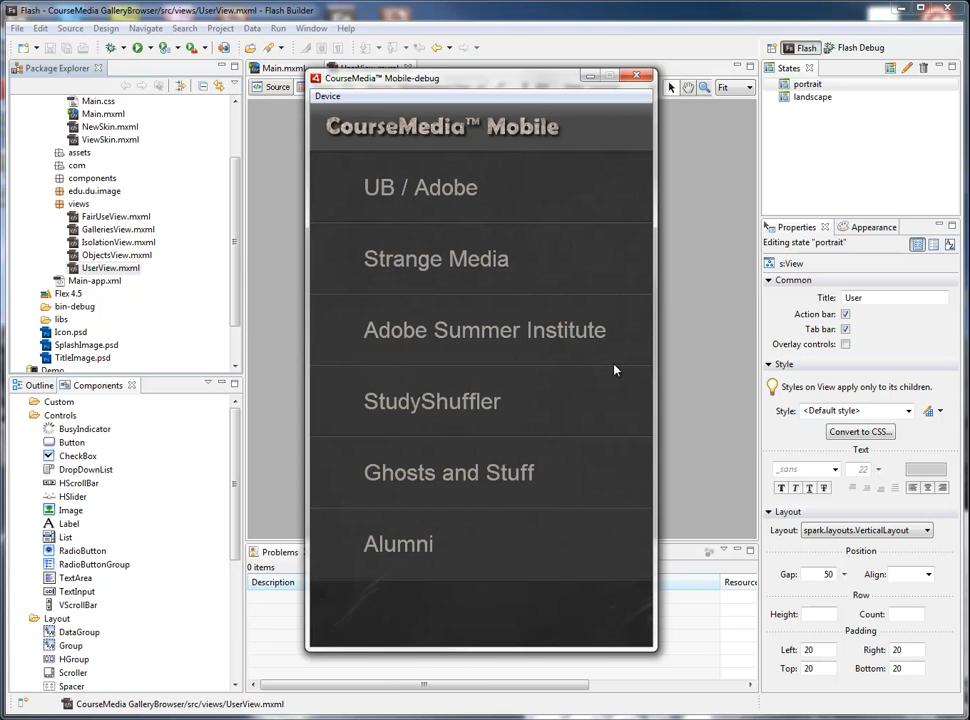 Flash - CourseMedia GalleryBrowser/src/views/UserView.mxml - Flash Builder
File Edit Source Design Navigate Search Project Data Run Window Help
Flash Flash Debug
Package Explorer
Main.css
Main.mxml
NewSkin.mxml
ViewSkin.mxml
assets
com
components
edu.du.image
views
FairUseView.mxml
GalleriesView.mxml
IsolationView.mxml
ObjectsView.mxml
UserView.mxml
Main-app.xml
Flex 4.5
bin-debug
libs
Icon.psd
SplashImage.psd
TitleImage.psd
Demo
Outline Components
Custom
Controls
BusyIndicator
Button
CheckBox
DropDownList
HScrollBar
HSlider
Image
Label
List
RadioButton
RadioButtonGroup
TextArea
TextInput
VScrollBar
Layout
DataGroup
Group
HGroup
Scroller
Spacer
Main.mxml
Source
Fit
CourseMedia™ Mobile-debug
Device
CourseMedia™ Mobile
UB / Adobe
Strange Media
Adobe Summer Institute
StudyShuffler
Ghosts and Stuff
Alumni
Problems
0 items
Description
Resource
States
portrait
landscape
Properties Appearance
Editing state "portrait"
s:View
Common
Title: User
Action bar:
Tab bar:
Overlay controls:
Style
Styles on View apply only to its children.
Style: <Default style>
Convert to CSS...
Text
_sans 22
T T T T
Layout
Layout: spark.layouts.VerticalLayout
Position
Gap: 50 Align:
Row
Height: Count:
Padding
Left: 20 Right: 20
Top: 20 Bottom: 20
CourseMedia GalleryBrowser/src/views/UserView.mxml